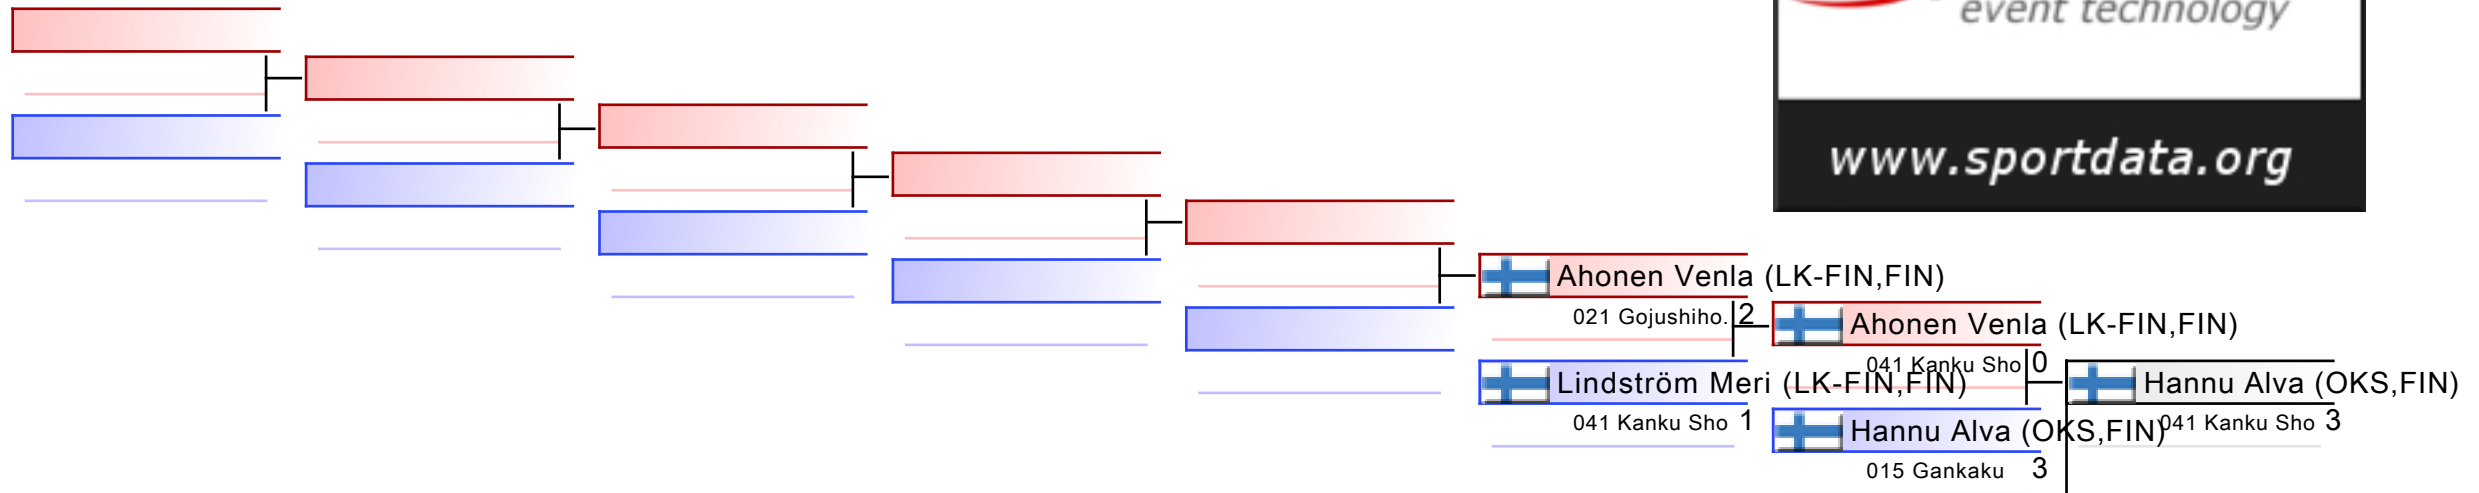 event technology
www.sportdata.org
Ahonen Venla (LK-FIN,FIN)
021 Gojushiho. 2
Lindström Meri (LK-FIN,FIN)
041 Kanku Sho 1
Ahonen Venla (LK-FIN,FIN)
041 Kanku Sho 0
Hannu Alva (OKS,FIN)
015 Gankaku 3
Hannu Alva (OKS,FIN)
041 Kanku Sho 3